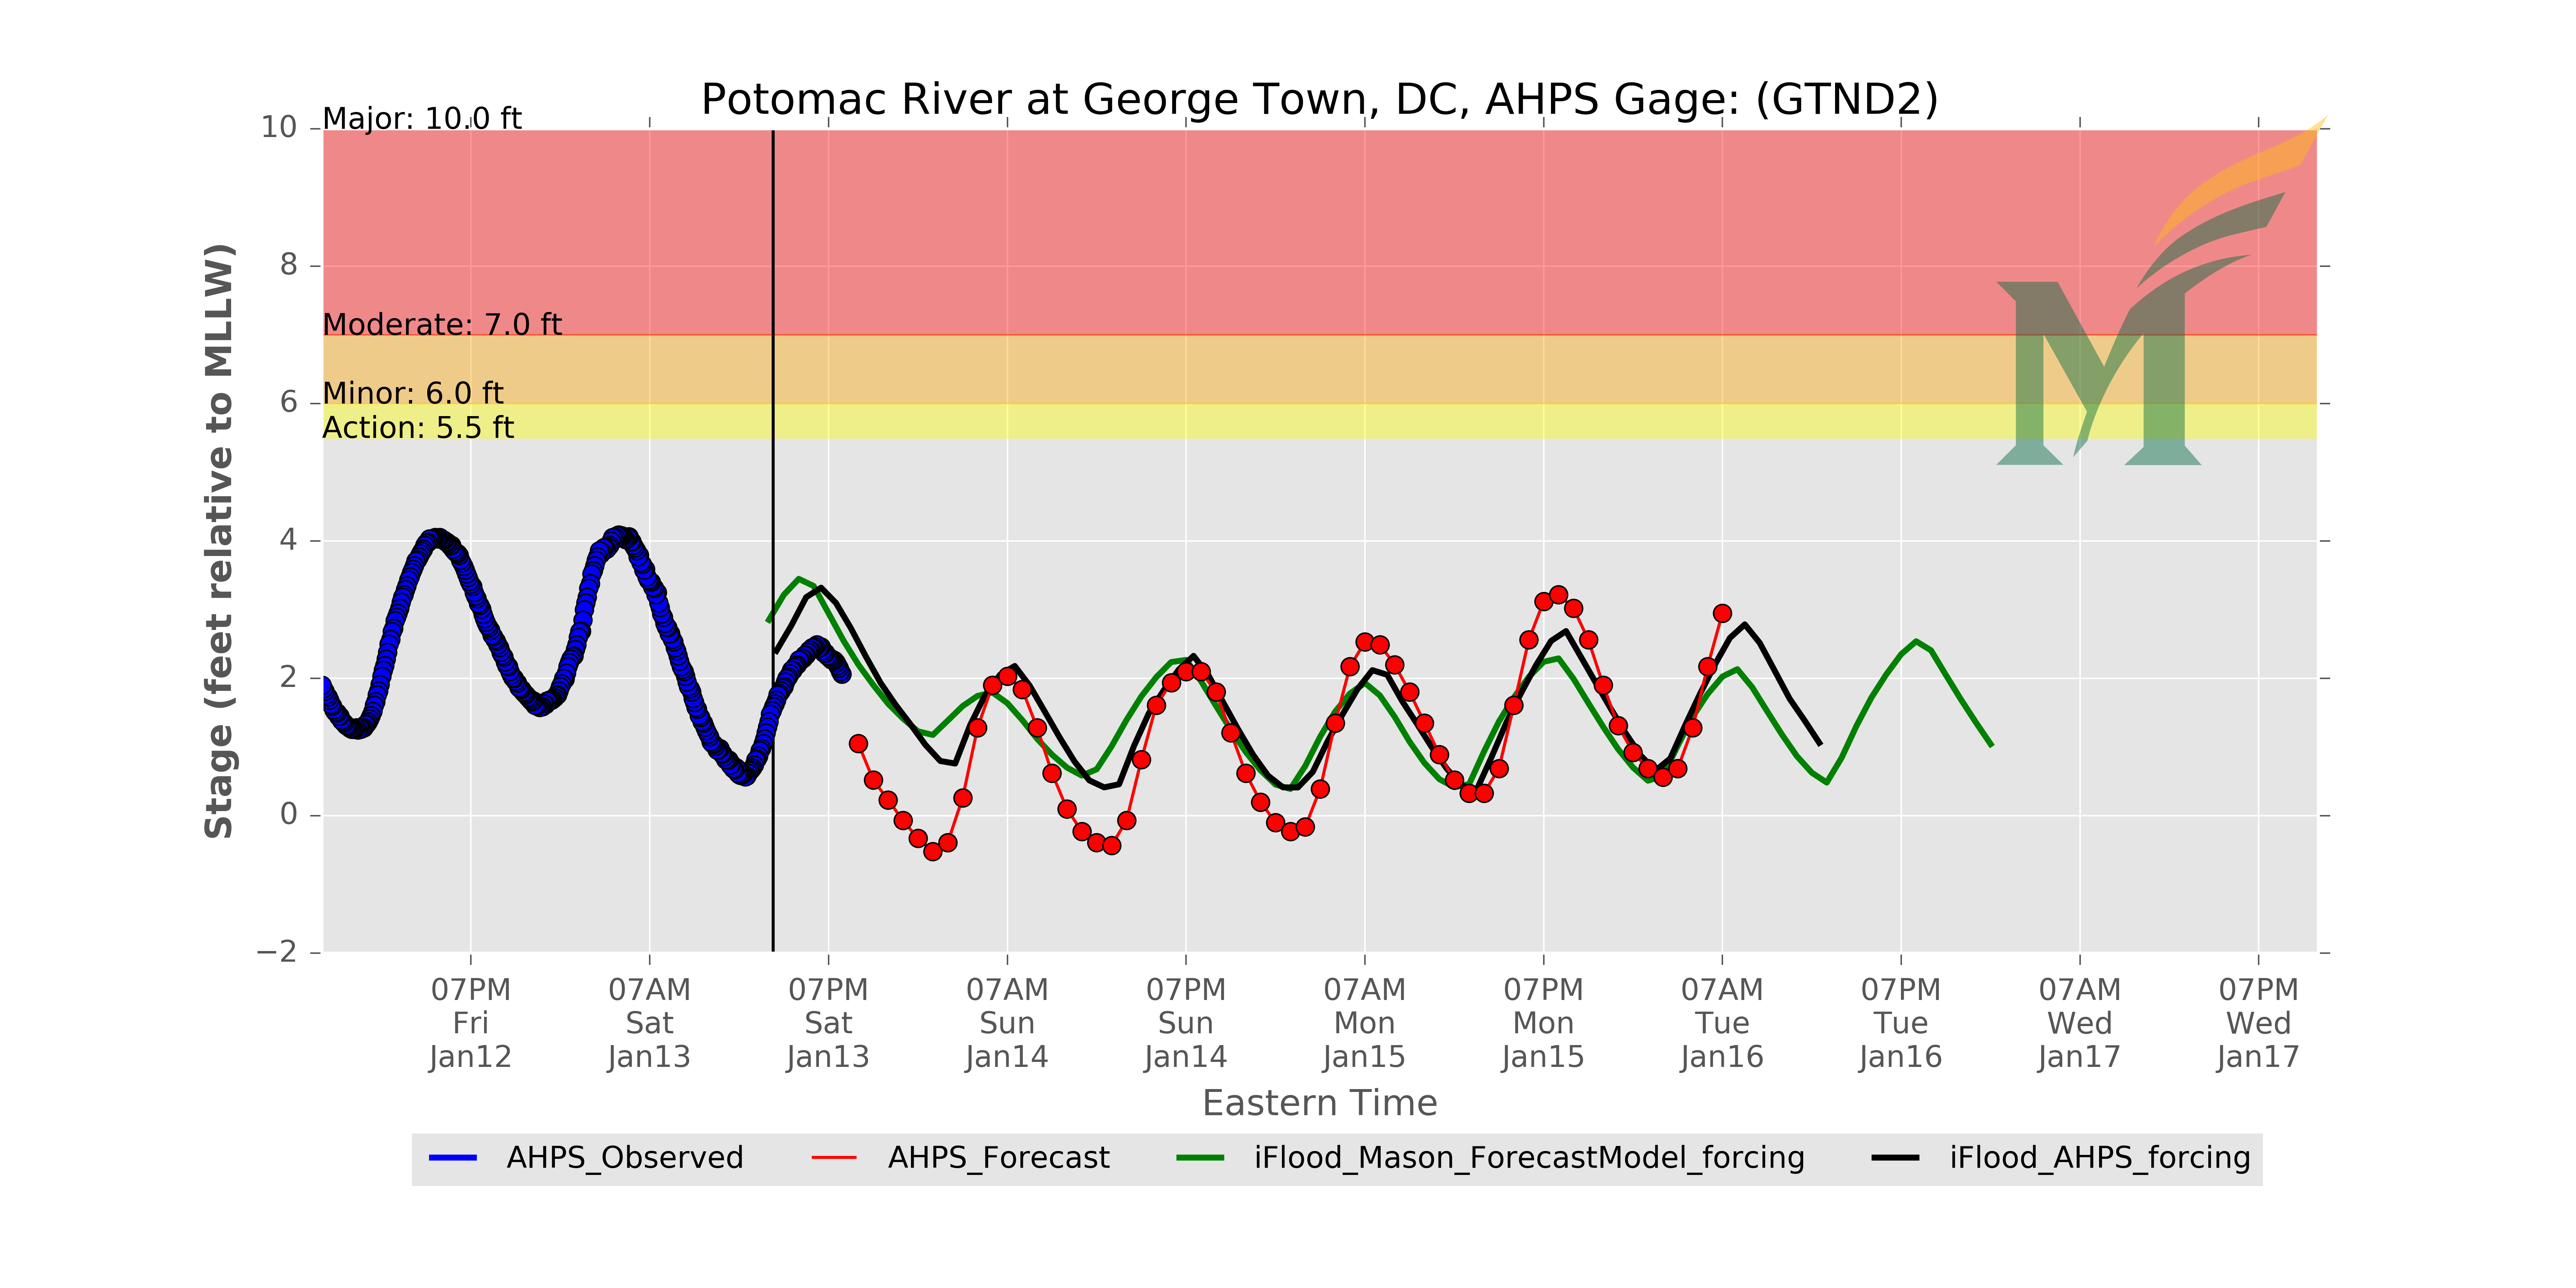 Potomac River at George Town, DC, AHPS Gage: (GTND2)
Major: 10.0 ft
Moderate: 7.0 ft
Minor: 6.0 ft
Action: 5.5 ft
Stage (feet relative to MLLW)
10
8
6
4
2
0
−2
07PM 07AM 07PM 07AM 07PM 07AM 07PM 07AM 07PM 07AM 07PM
Fri Sat Sat Sun Sun Mon Mon Tue Tue Wed Wed
Jan12 Jan13 Jan13 Jan14 Jan14 Jan15 Jan15 Jan16 Jan16 Jan17 Jan17
Eastern Time
AHPS_Observed AHPS_Forecast iFlood_Mason_ForecastModel_forcing iFlood_AHPS_forcing